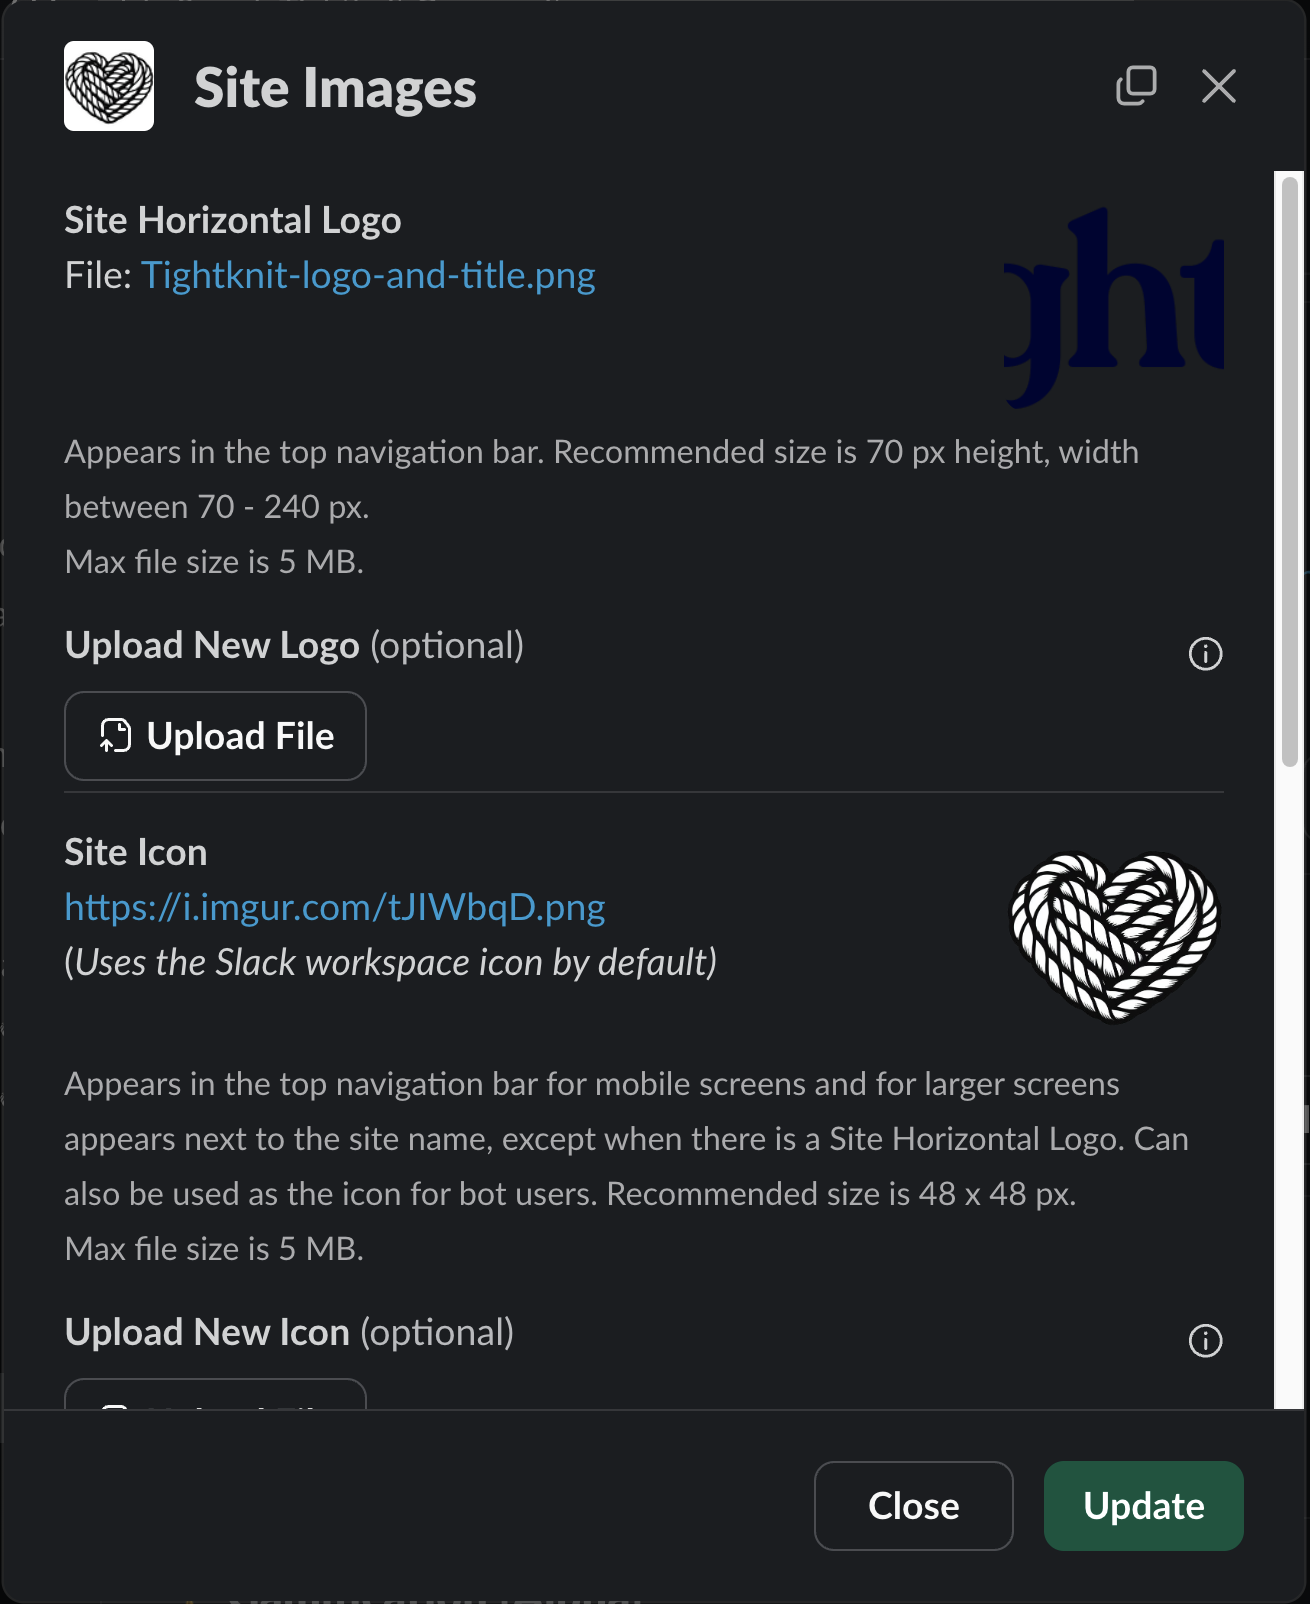 Site Images
Site Horizontal Logo
File: Tightknit-logo-and-title.png
ght
Appears in the top navigation bar. Recommended size is 70 px height, width
between 70 - 240 px.
Max file size is 5 MB.
Upload New Logo (optional)
Upload File
Site Icon
https://i.imgur.com/tJIWbqD.png
(Uses the Slack workspace icon by default)
Appears in the top navigation bar for mobile screens and for larger screens
appears next to the site name, except when there is a Site Horizontal Logo. Can
also be used as the icon for bot users. Recommended size is 48 x 48 px.
Max file size is 5 MB.
Upload New Icon (optional)
Close
Update